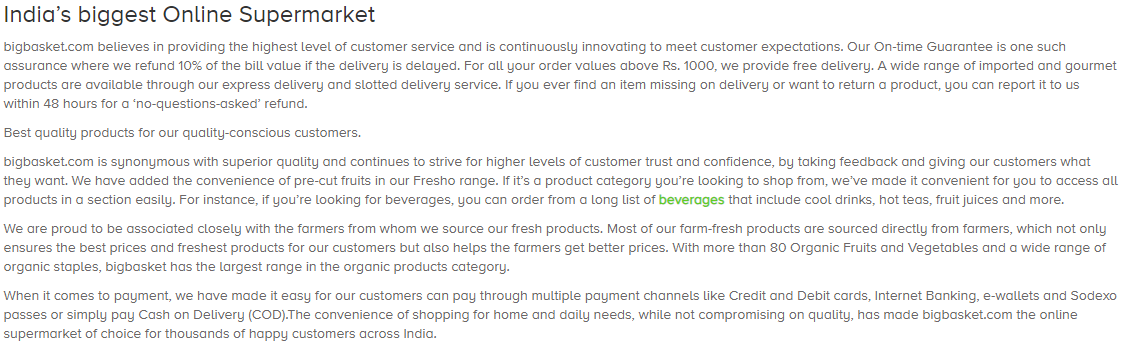 India’s biggest Online Supermarket
bigbasket.com believes in providing the highest level of customer service and is continuously innovating to meet customer expectations. Our On-time Guarantee is one such
assurance where we refund 10% of the bill value if the delivery is delayed. For all your order values above Rs. 1000, we provide free delivery. A wide range of imported and gourmet
products are available through our express delivery and slotted delivery service. If you ever find an item missing on delivery or want to return a product, you can report it to us
within 48 hours for a ‘no-questions-asked’ refund.
Best quality products for our quality-conscious customers.
bigbasket.com is synonymous with superior quality and continues to strive for higher levels of customer trust and confidence, by taking feedback and giving our customers what
they want. We have added the convenience of pre-cut fruits in our Fresho range. If it’s a product category you’re looking to shop from, we’ve made it convenient for you to access all
products in a section easily. For instance, if you’re looking for beverages, you can order from a long list of beverages that include cool drinks, hot teas, fruit juices and more.
We are proud to be associated closely with the farmers from whom we source our fresh products. Most of our farm-fresh products are sourced directly from farmers, which not only
ensures the best prices and freshest products for our customers but also helps the farmers get better prices. With more than 80 Organic Fruits and Vegetables and a wide range of
organic staples, bigbasket has the largest range in the organic products category.
When it comes to payment, we have made it easy for our customers can pay through multiple payment channels like Credit and Debit cards, Internet Banking, e-wallets and Sodexo
passes or simply pay Cash on Delivery (COD).The convenience of shopping for home and daily needs, while not compromising on quality, has made bigbasket.com the online
supermarket of choice for thousands of happy customers across India.